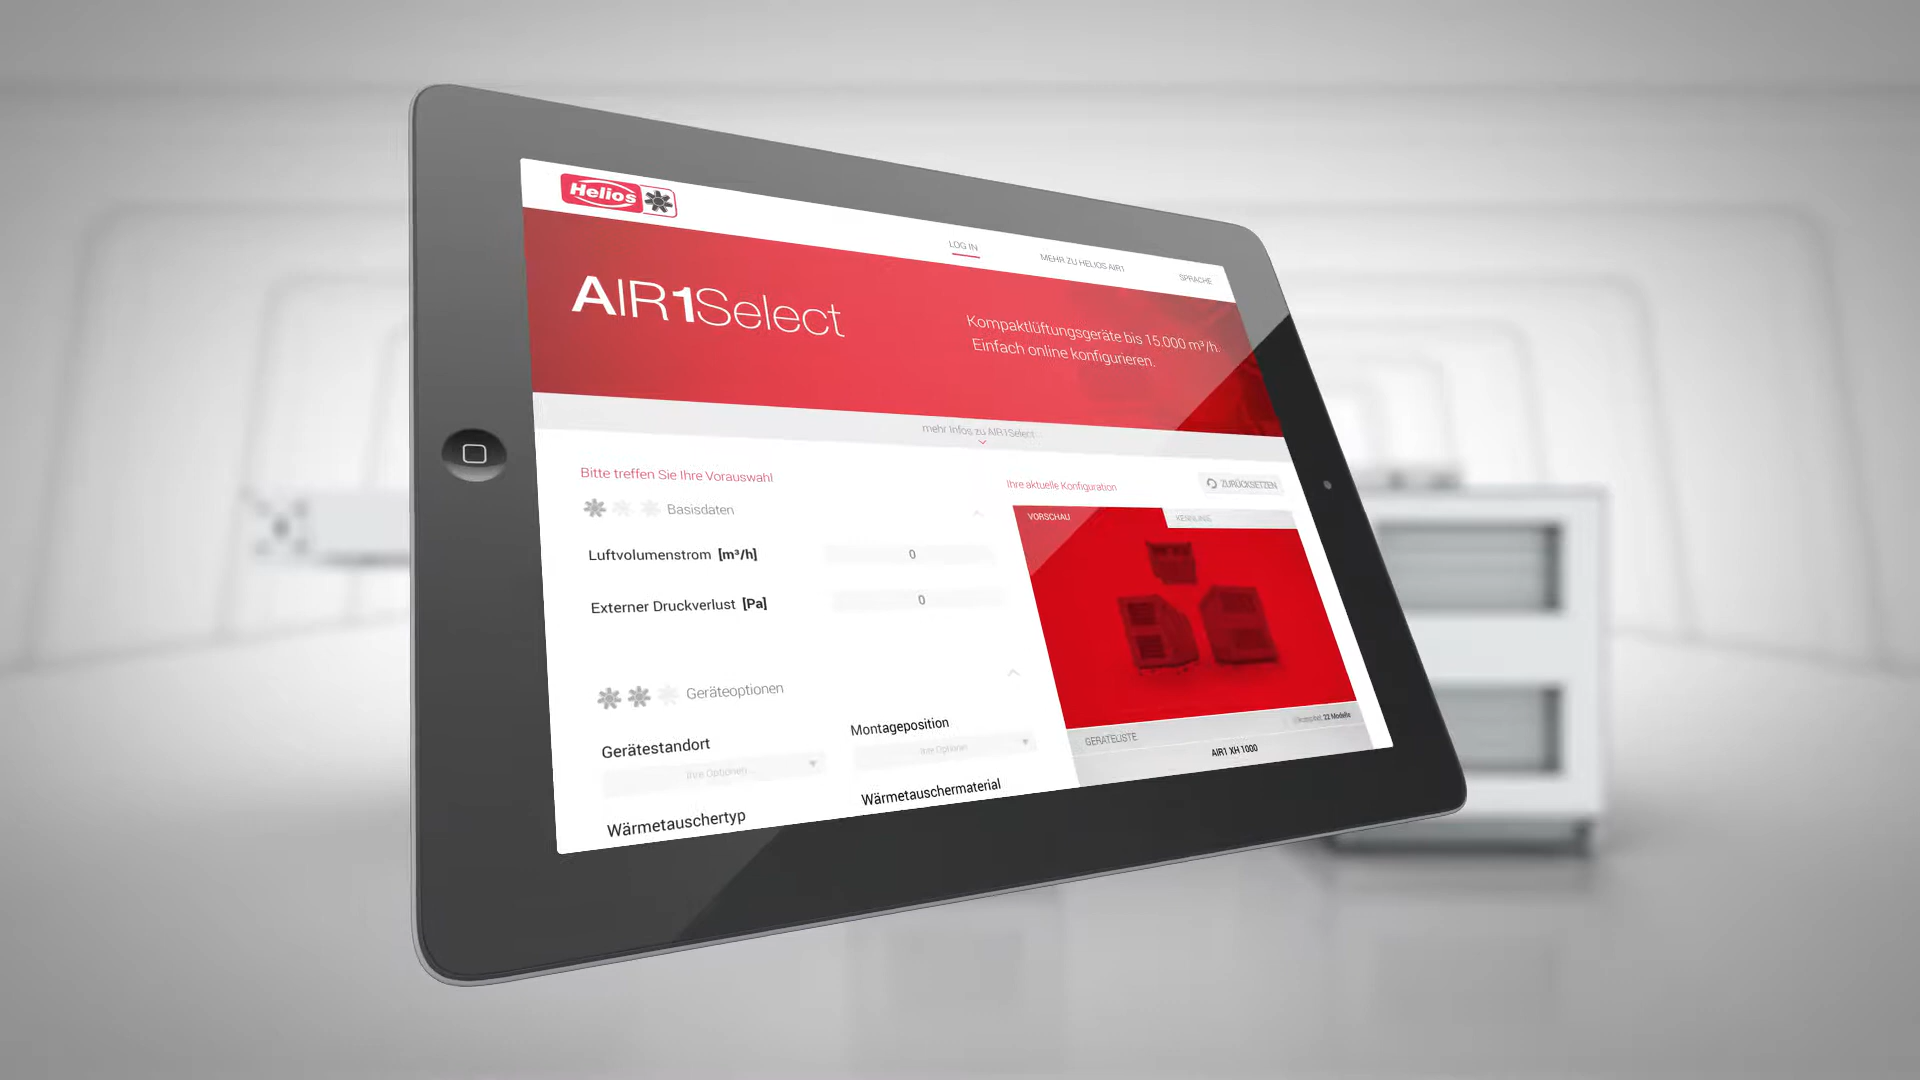 Helios
LOG IN
MEHR ZU HELIOS AIR1
SPRACHE
AIR1Select
Kompaktlüftungsgeräte bis 15.000 m³/h.
Einfach online konfigurieren.
mehr Infos zu AIR1Select
Bitte treffen Sie Ihre Vorauswahl
Ihre aktuelle Konfiguration
ZURÜCKSETZEN
Basisdaten
VORSCHAU
KENNLINIE
Luftvolumenstrom [m³/h]
0
Externer Druckverlust [Pa]
0
Geräteoptionen
Gerätestandort
Ihre Optionen
Montageposition
Ihre Optionen
Wärmetauschertyp
Wärmetauschermaterial
GERÄTELISTE
22 Modelle
AIR1 XH 1000